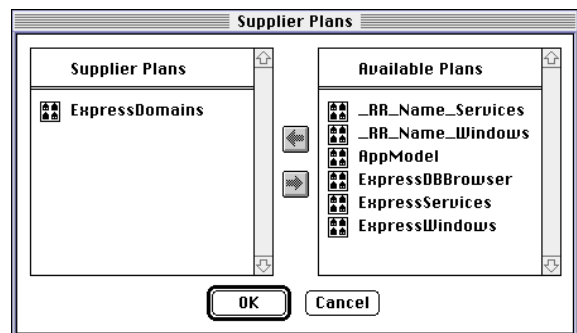 Supplier Plans
Supplier Plans
ExpressDomains
Available Plans
_RR_Name_Services
_RR_Name_Windows
AppModel
ExpressDBBrowser
ExpressServices
ExpressWindows
OK
Cancel